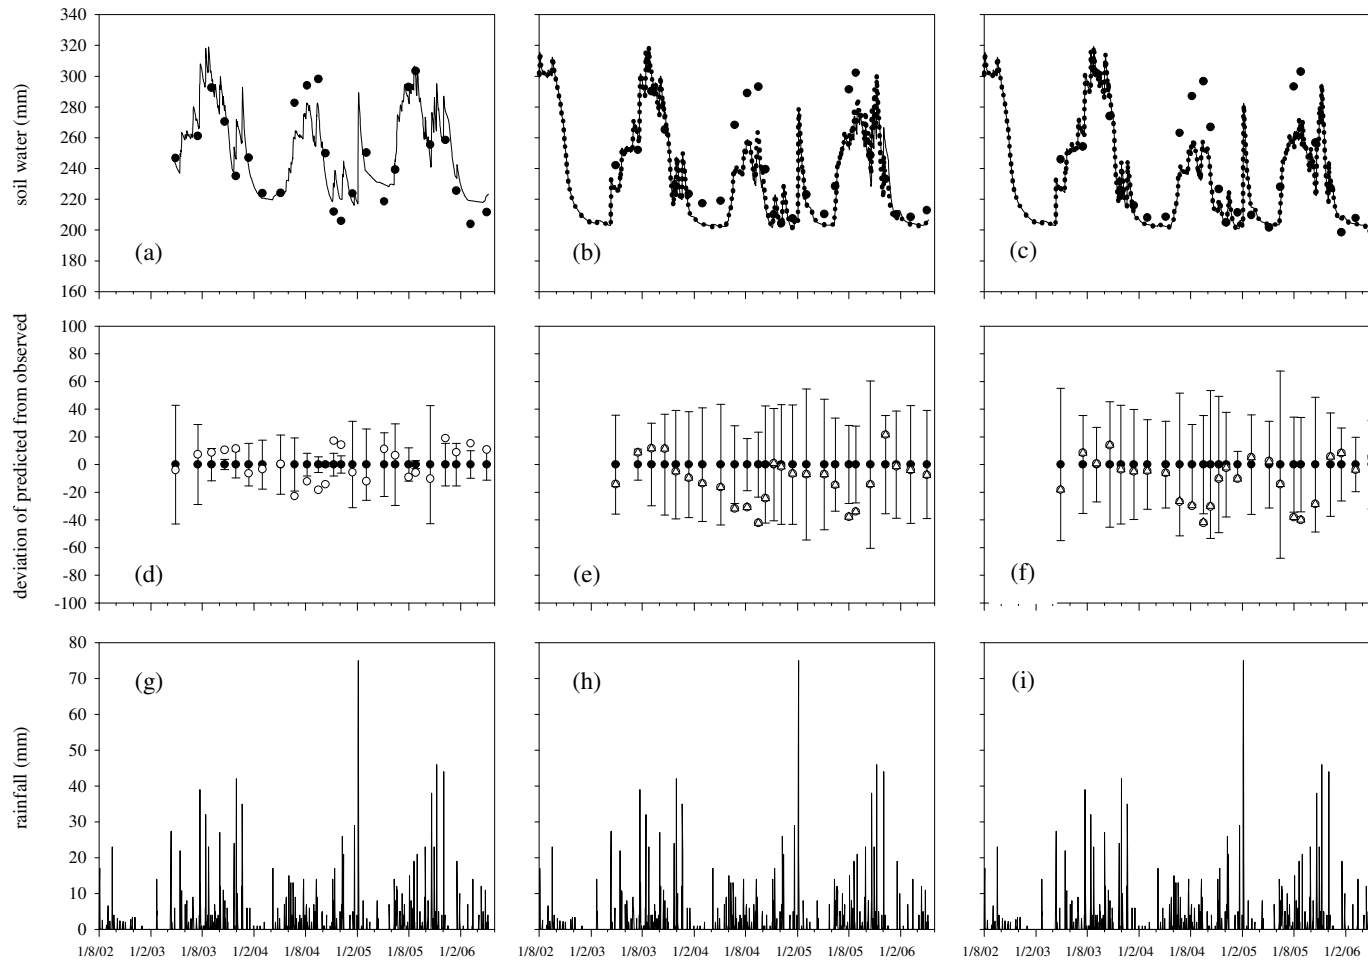 340
320
300
280
260
240
220
200
180
160
soil water (mm)
(a)
(b)
(c)
100
80
60
40
20
0
-20
-40
-60
-80
-100
deviation of predicted from observed
(d)
(e)
(f)
80
70
60
50
40
30
20
10
0
rainfall (mm)
(g)
(h)
(i)
1/8/02 1/2/03 1/8/03 1/2/04 1/8/04 1/2/05 1/8/05 1/2/06
1/8/02 1/2/03 1/8/03 1/2/04 1/8/04 1/2/05 1/8/05 1/2/06
1/8/02 1/2/03 1/8/03 1/2/04 1/8/04 1/2/05 1/8/05 1/2/06